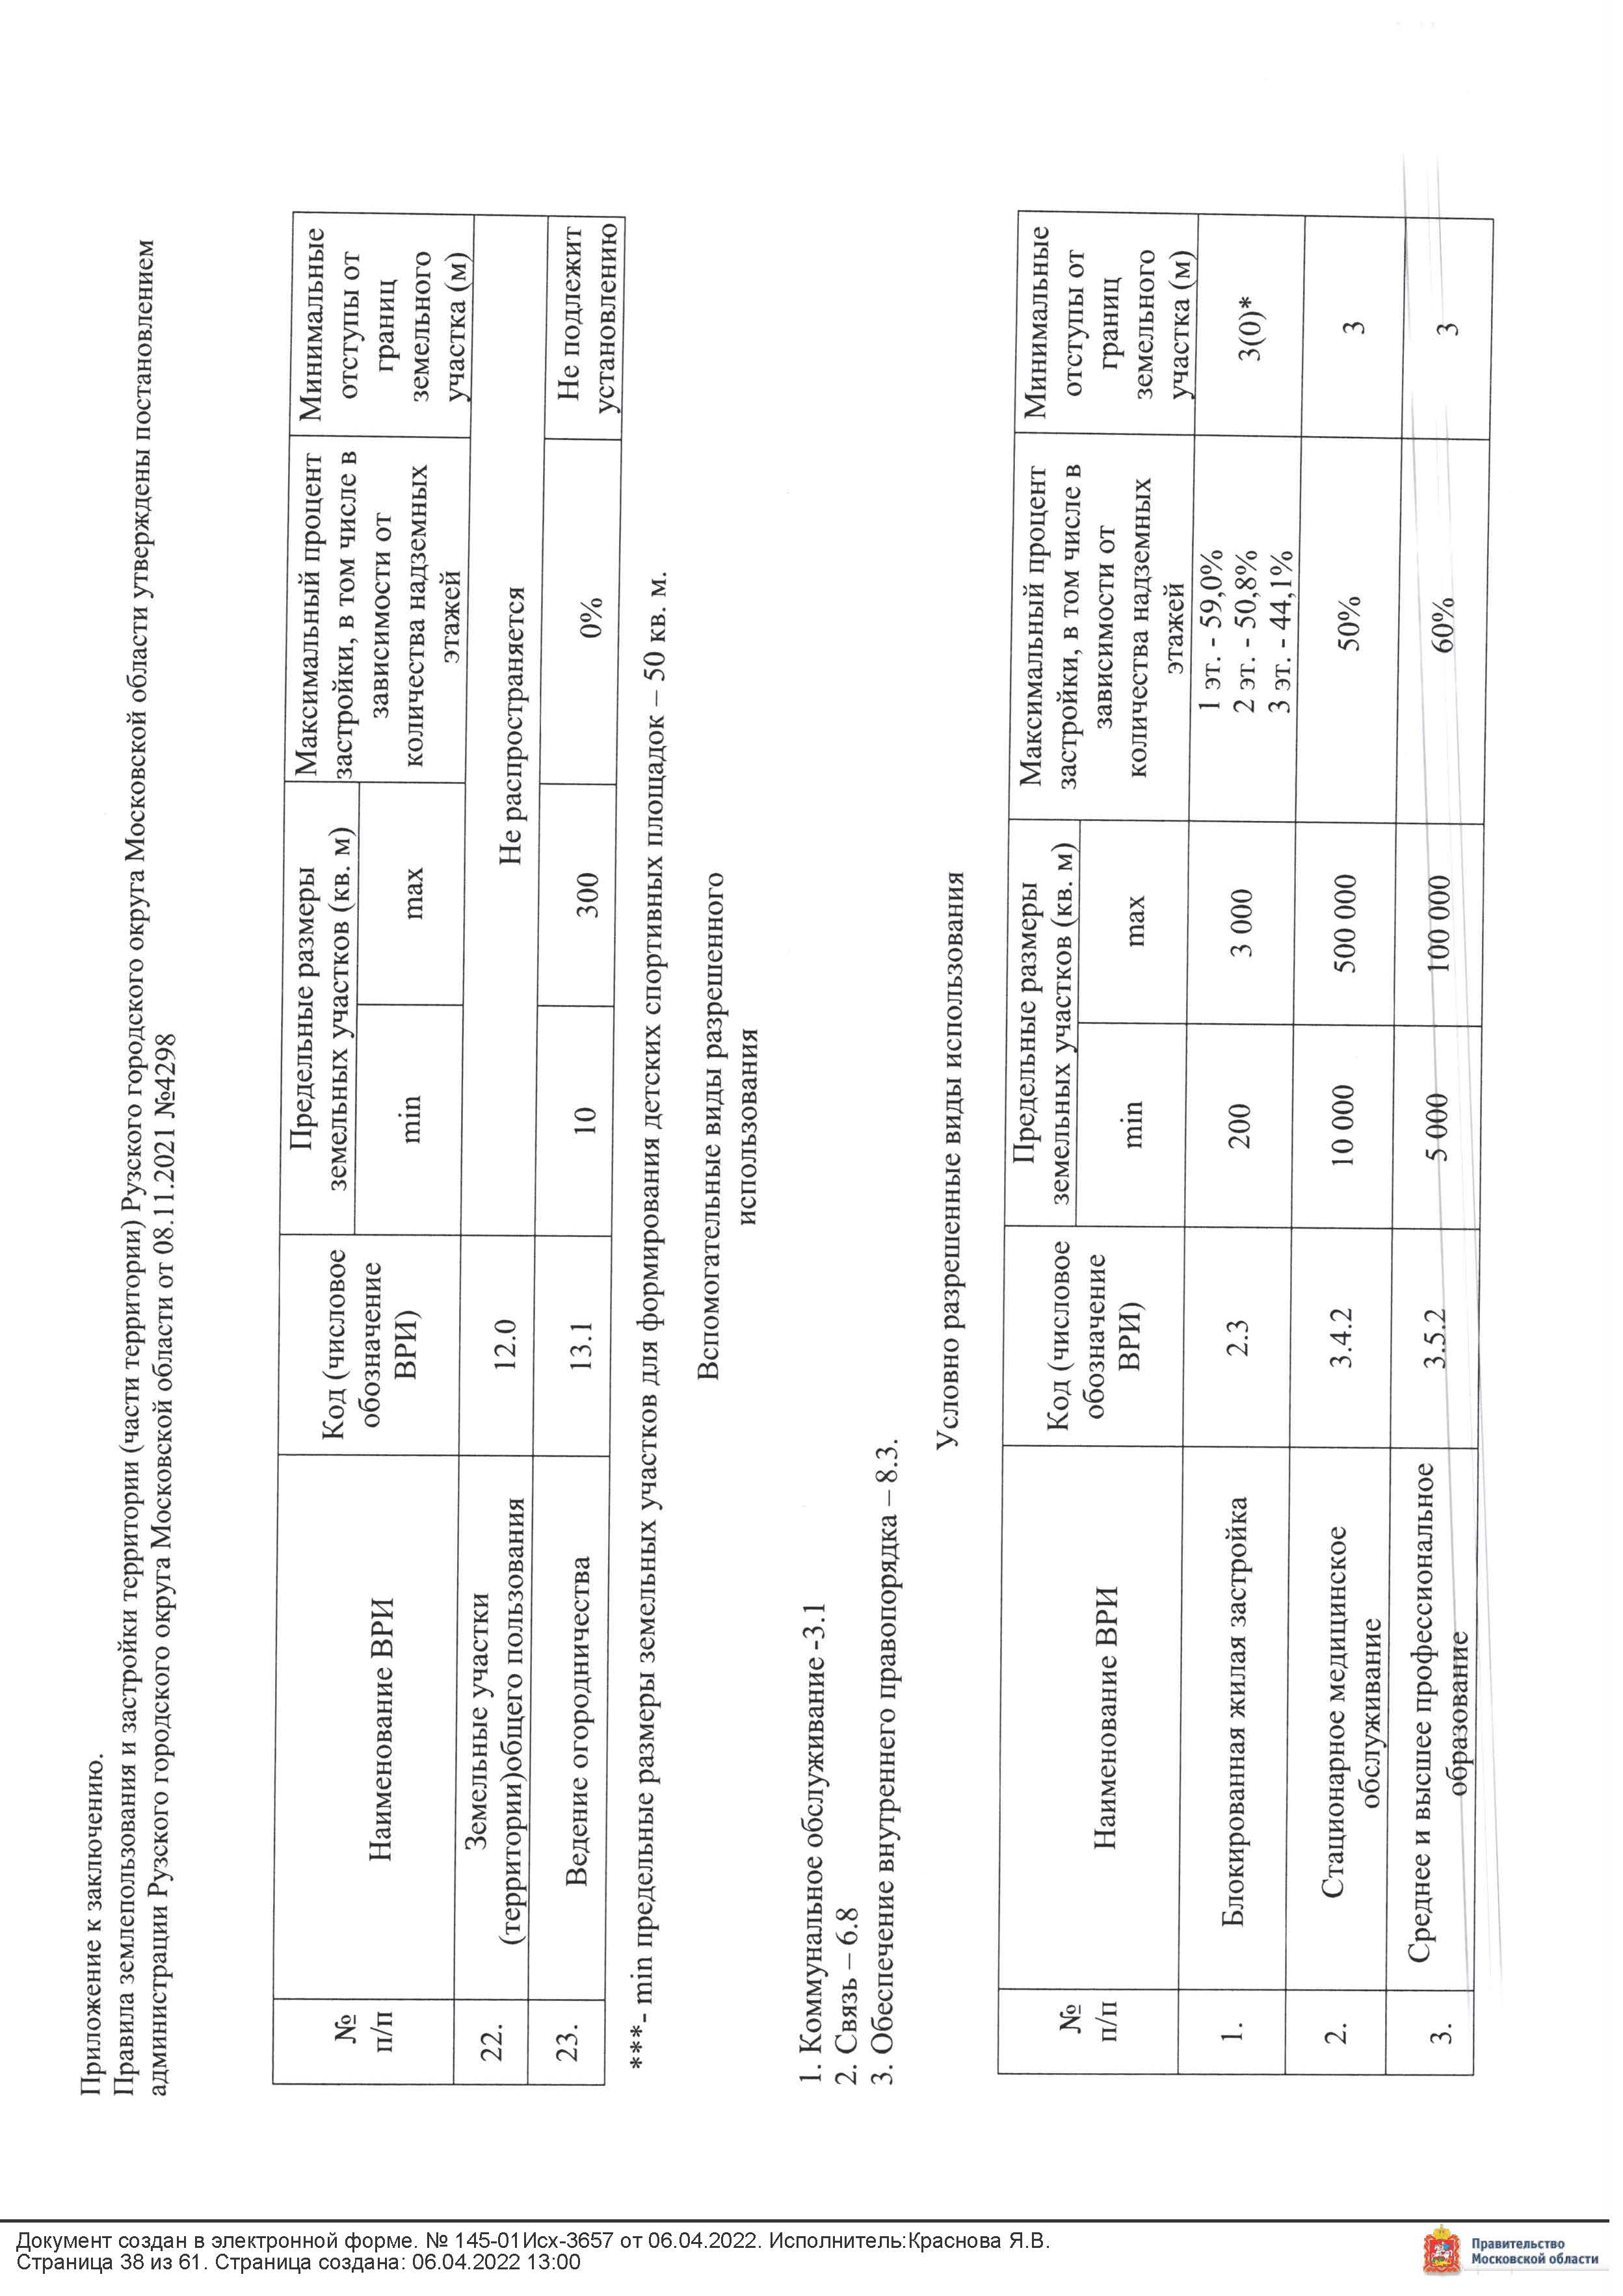 Приложение к заключению.
Правила землепользования и застройки территории (части территории) Рузского городского округа Московской области утверждены постановлением
администрации Рузского городского округа Московской области от 08.11.2021 №4298
№
п/п
Наименование ВРИ
Код (числовое
обозначение
ВРИ)
Предельные размеры
земельных участков (кв. м)
min
max
Максимальный процент
застройки, в том числе в
зависимости от
количества надземных
этажей
Минимальные
отступы от
границ
земельного
участка (м)
22.
Земельные участки
(территории)общего пользования
12.0
Не распространяется
23.
Ведение огородничества
13.1
10
300
0%
Не подлежит
установлению
***- min предельные размеры земельных участков для формирования детских спортивных площадок – 50 кв. м.
Вспомогательные виды разрешенного
использования
1. Коммунальное обслуживание -3.1
2. Связь – 6.8
3. Обеспечение внутреннего правопорядка – 8.3.
Условно разрешенные виды использования
№
п/п
Наименование ВРИ
Код (числовое
обозначение
ВРИ)
Предельные размеры
земельных участков (кв. м)
min
max
Максимальный процент
застройки, в том числе в
зависимости от
количества надземных
этажей
Минимальные
отступы от
границ
земельного
участка (м)
1.
Блокированная жилая застройка
2.3
200
3 000
1 эт. - 59,0%
2 эт. - 50,8%
3 эт. - 44,1%
3(0)*
2.
Стационарное медицинское
обслуживание
3.4.2
10 000
500 000
50%
3
3.
Среднее и высшее профессиональное
образование
3.5.2
5 000
100 000
60%
3
Документ создан в электронной форме. № 145-01Исх-3657 от 06.04.2022. Исполнитель:Краснова Я.В.
Страница 38 из 61. Страница создана: 06.04.2022 13:00
Правительство
Московской области